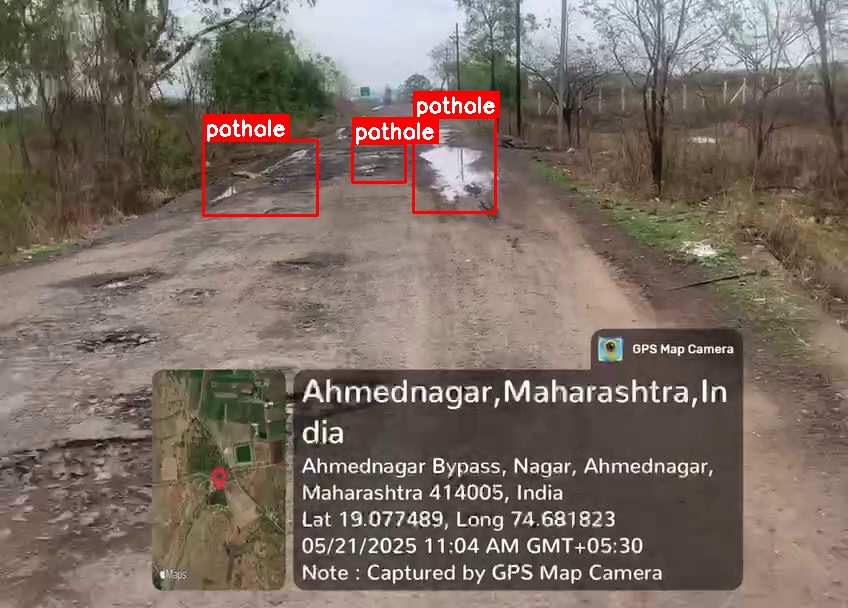 pothole
pothole
pothole
GPS Map Camera
Ahmednagar,Maharashtra,In
dia
Ahmednagar Bypass, Nagar, Ahmednagar,
Maharashtra 414005, India
Lat 19.077489, Long 74.681823
05/21/2025 11:04 AM GMT+05:30
Note : Captured by GPS Map Camera
Maps